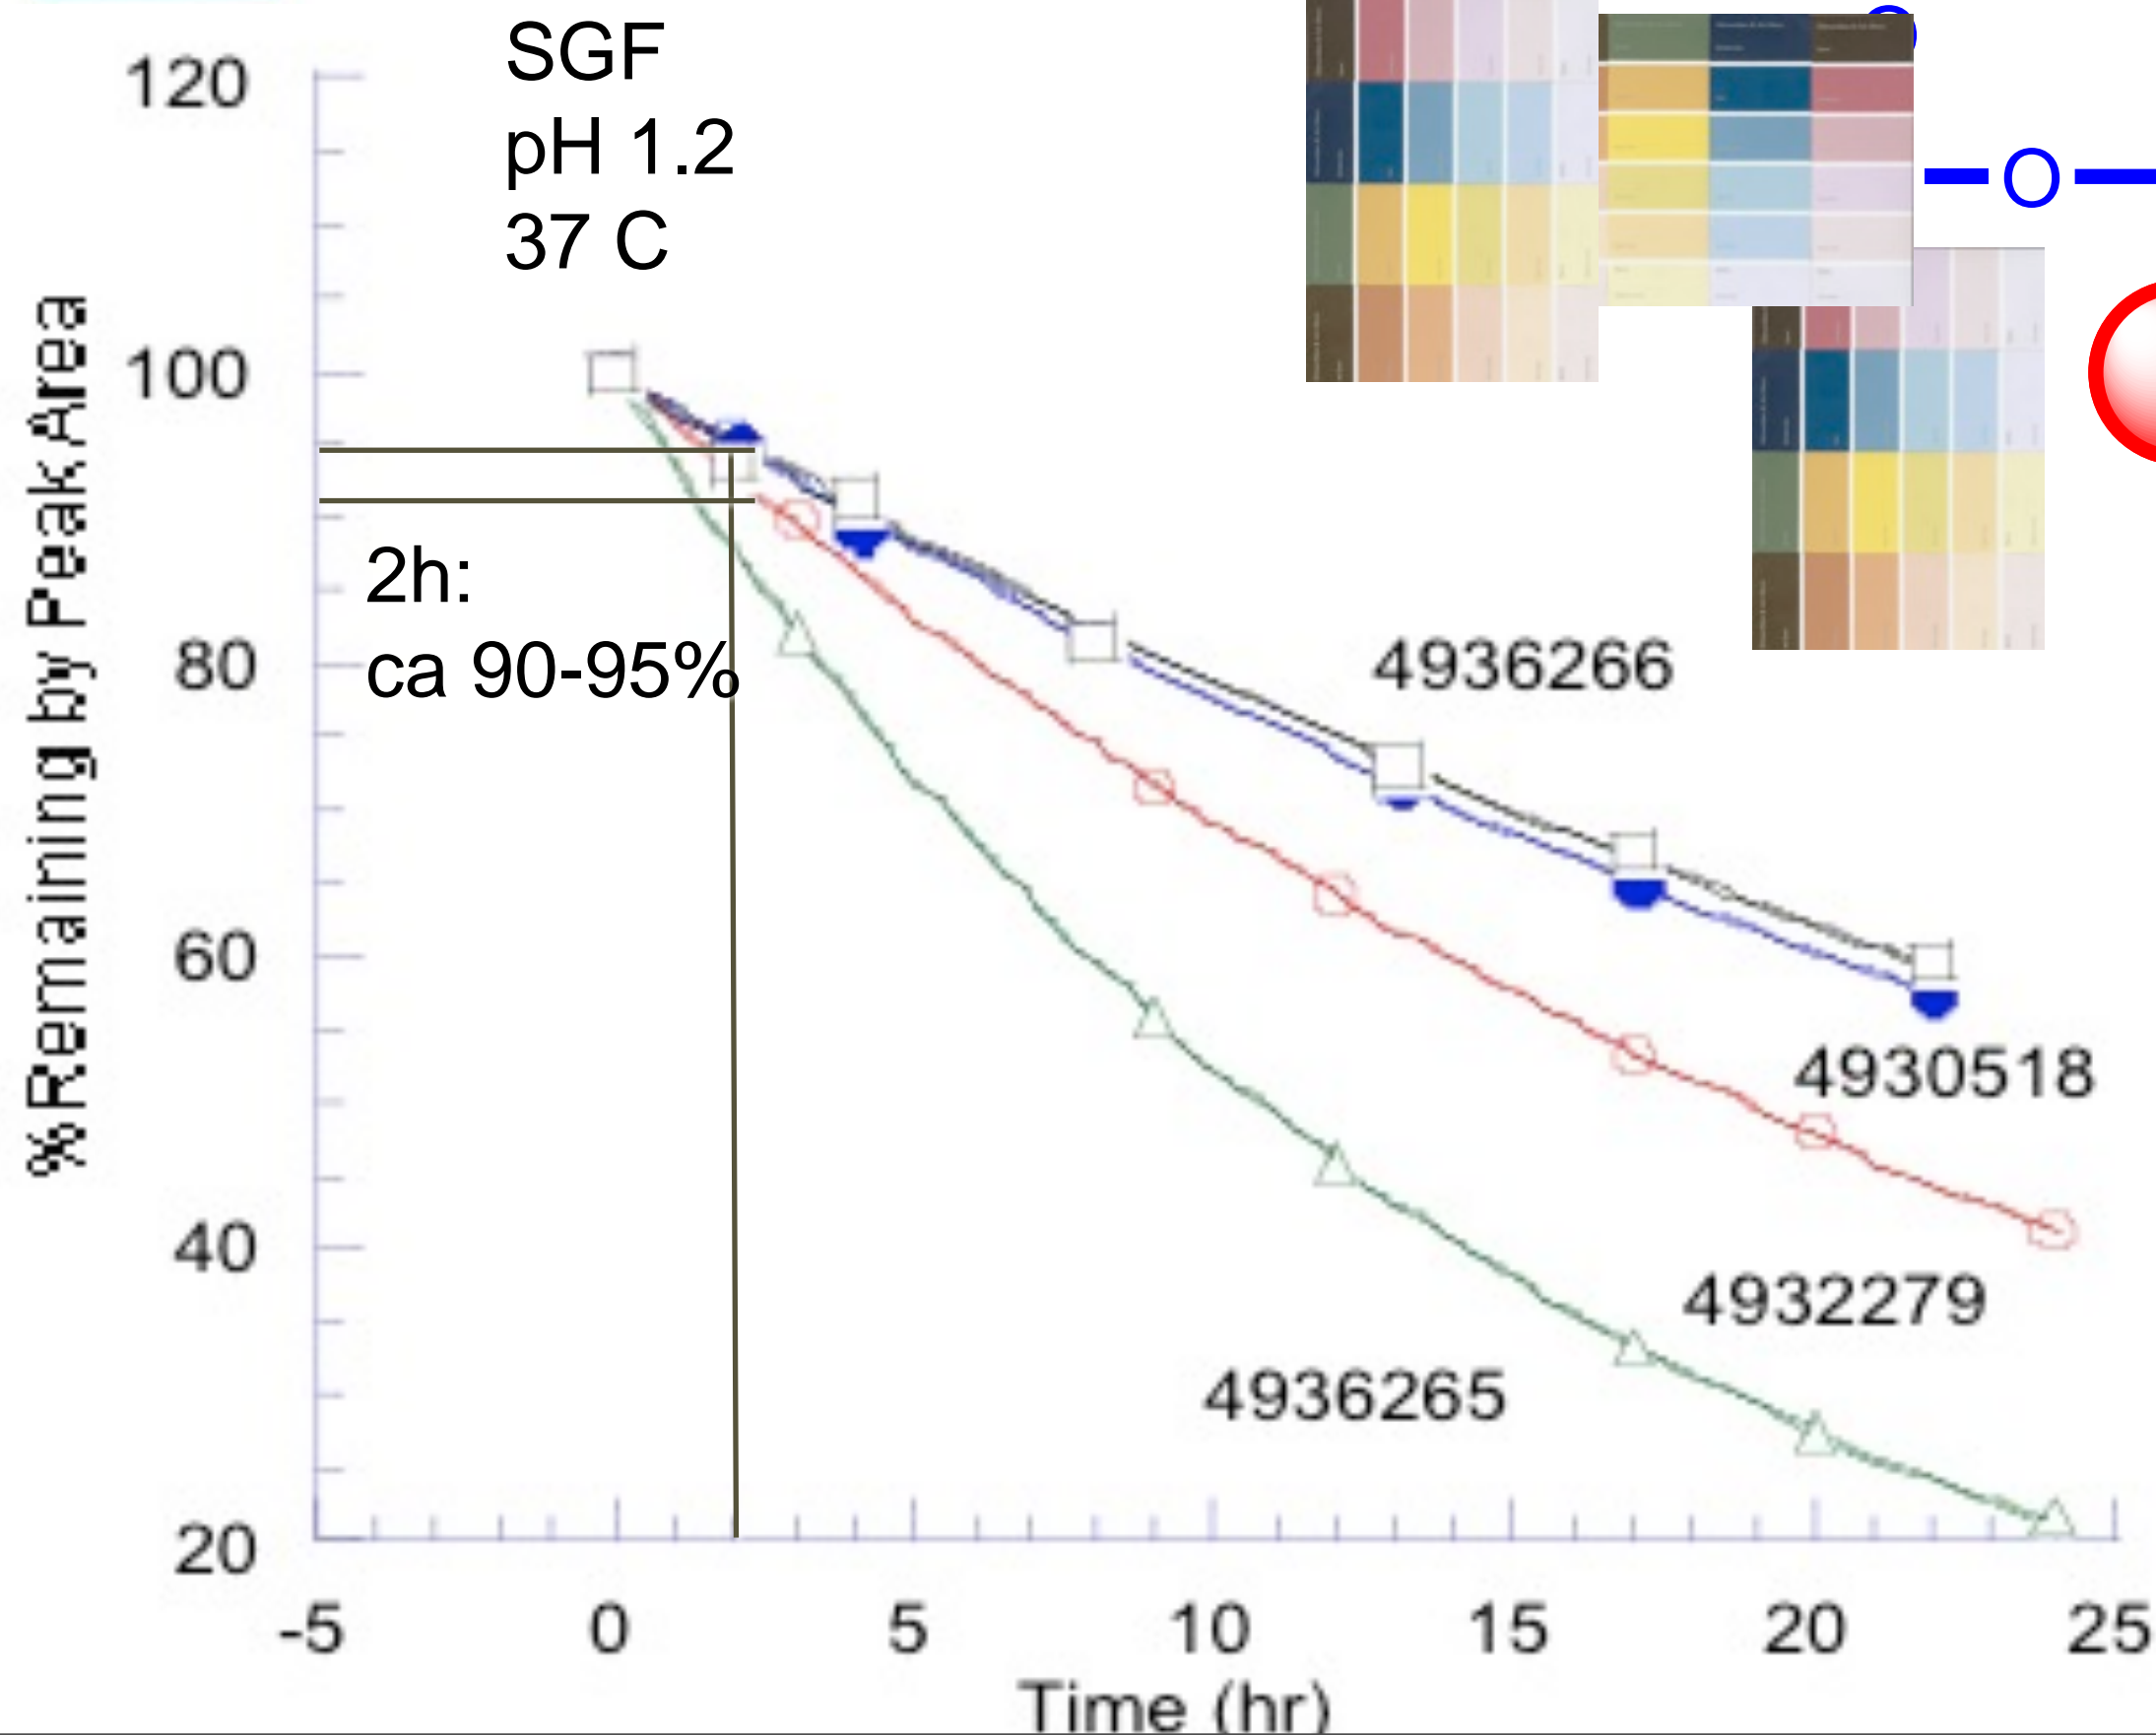 SGF
pH 1.2
37 C
120
100
80
60
40
20
%Remaining by Peak Area
2h:
ca 90-95%
4936266
4930518
4932279
4936265
-5 0 5 10 15 20 25
Time (hr)
O
O